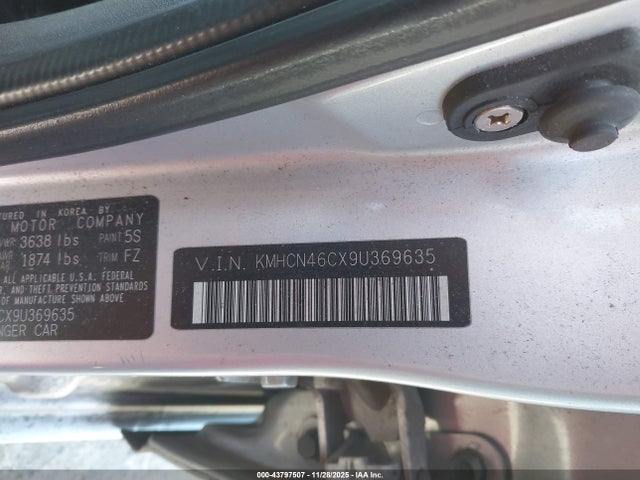 TURED IN KOREA BY
MOTOR COMPANY
VWR 3638 lbs PAINT 5S
1874 lbs TRIM FZ
ALL APPLICABLE U.S.A. FEDERAL
AND THEFT PREVENTION STANDARDS
OF MANUFACTURE SHOWN ABOVE
CX9U369635
NGER CAR
V.I.N. KMHCN46CX9U369635
000-43797507 | 11/28/2025 | IAA Inc.